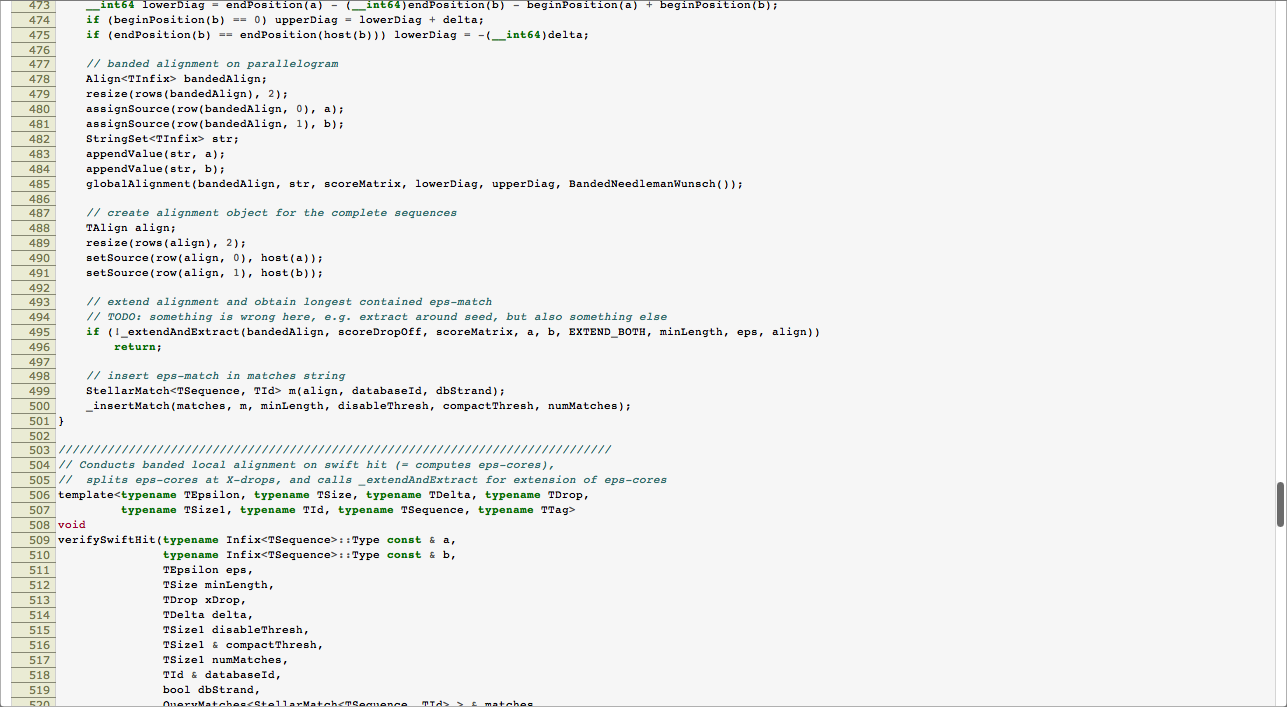 473     __int64 lowerDiag = endPosition(a) - (__int64)endPosition(b) - beginPosition(a) + beginPosition(b);
474     if (beginPosition(b) == 0) upperDiag = lowerDiag + delta;
475     if (endPosition(b) == endPosition(host(b))) lowerDiag = -(__int64)delta;
476
477     // banded alignment on parallelogram
478     Align<TInfix> bandedAlign;
479     resize(rows(bandedAlign), 2);
480     assignSource(row(bandedAlign, 0), a);
481     assignSource(row(bandedAlign, 1), b);
482     StringSet<TInfix> str;
483     appendValue(str, a);
484     appendValue(str, b);
485     globalAlignment(bandedAlign, str, scoreMatrix, lowerDiag, upperDiag, BandedNeedlemanWunsch());
486
487     // create alignment object for the complete sequences
488     TAlign align;
489     resize(rows(align), 2);
490     setSource(row(align, 0), host(a));
491     setSource(row(align, 1), host(b));
492
493     // extend alignment and obtain longest contained eps-match
494     // TODO: something is wrong here, e.g. extract around seed, but also something else
495     if (!_extendAndExtract(bandedAlign, scoreDropOff, scoreMatrix, a, b, EXTEND_BOTH, minLength, eps, align))
496         return;
497
498     // insert eps-match in matches string
499     StellarMatch<TSequence, TId> m(align, databaseId, dbStrand);
500     _insertMatch(matches, m, minLength, disableThresh, compactThresh, numMatches);
501 }
502
503 ///////////////////////////////////////////////////////////////////////////////
504 // Conducts banded local alignment on swift hit (= computes eps-cores),
505 //  splits eps-cores at X-drops, and calls _extendAndExtract for extension of eps-cores
506 template<typename TEpsilon, typename TSize, typename TDelta, typename TDrop,
507          typename TSize1, typename TId, typename TSequence, typename TTag>
508 void
509 verifySwiftHit(typename Infix<TSequence>::Type const & a,
510                typename Infix<TSequence>::Type const & b,
511                TEpsilon eps,
512                TSize minLength,
513                TDrop xDrop,
514                TDelta delta,
515                TSize1 disableThresh,
516                TSize1 & compactThresh,
517                TSize1 numMatches,
518                TId & databaseId,
519                bool dbStrand,
520                QueryMatches<StellarMatch<TSequence, TId> > & matches